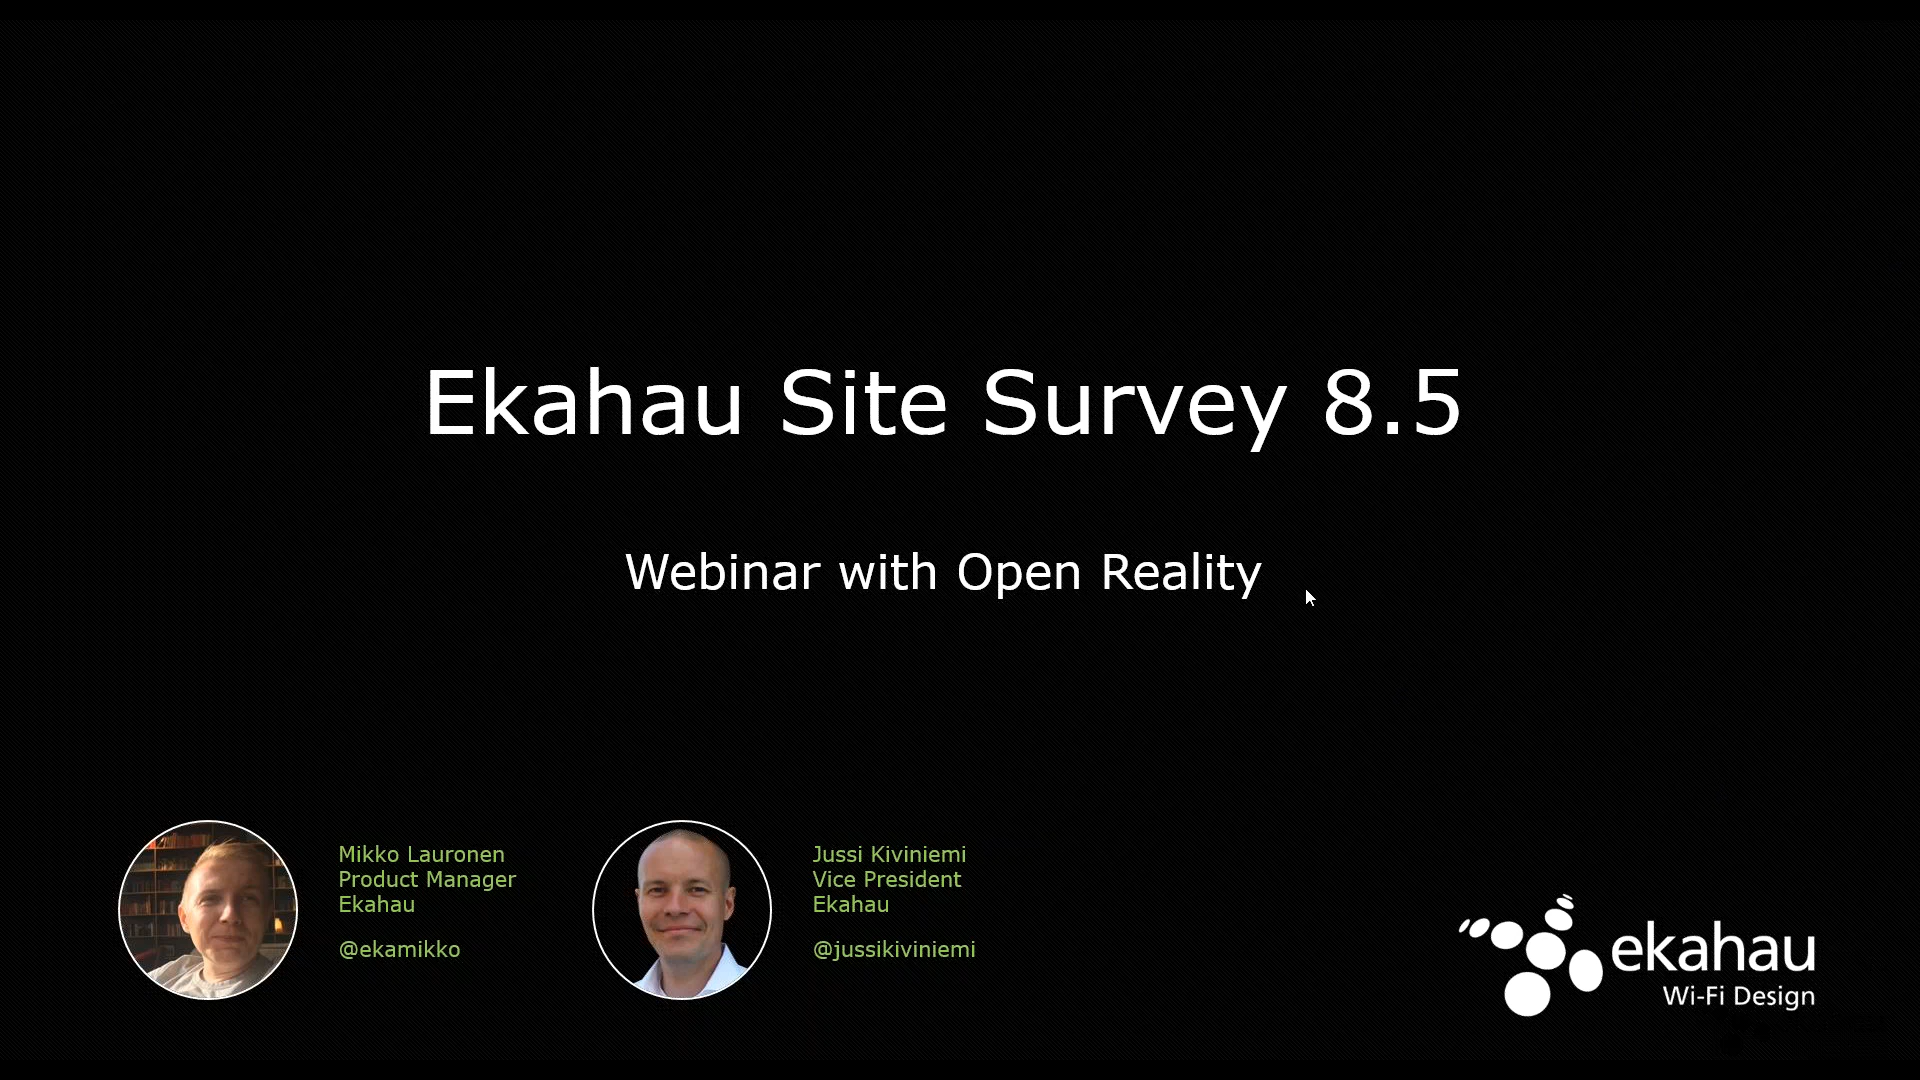 Ekahau Site Survey 8.5
Webinar with Open Reality
Mikko Lauronen
Product Manager
Ekahau
@ekamikko
Jussi Kiviniemi
Vice President
Ekahau
@jussikiviniemi
ekahau
Wi-Fi Design